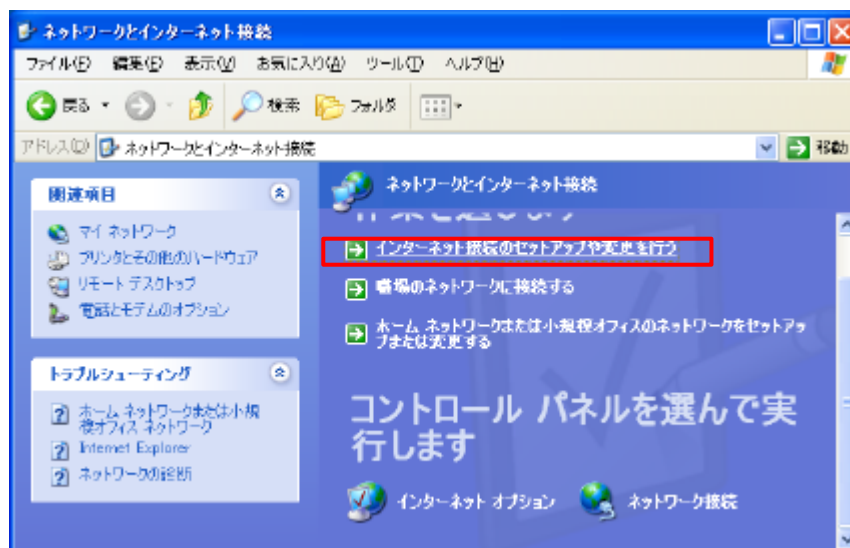 ネットワークとインターネット接続
ファイル(F) 編集(E) 表示(V) お気に入り(A) ツール(T) ヘルプ(H)
戻る 検索 フォルダ
アドレス(D) ネットワークとインターネット接続 移動
関連項目
マイ ネットワーク
プリンタとその他のハードウェア
リモート デスクトップ
電話とモデムのオプション
トラブルシューティング
ホーム ネットワークまたは小規
模オフィス ネットワーク
Internet Explorer
ネットワークの診断
ネットワークとインターネット接続
作業を選びます
インターネット接続のセットアップや変更を行う
職場のネットワークに接続する
ホーム ネットワークまたは小規模オフィスのネットワークをセットアッ
プまたは変更する
コントロール パネルを選んで実
行します
インターネット オプション ネットワーク接続